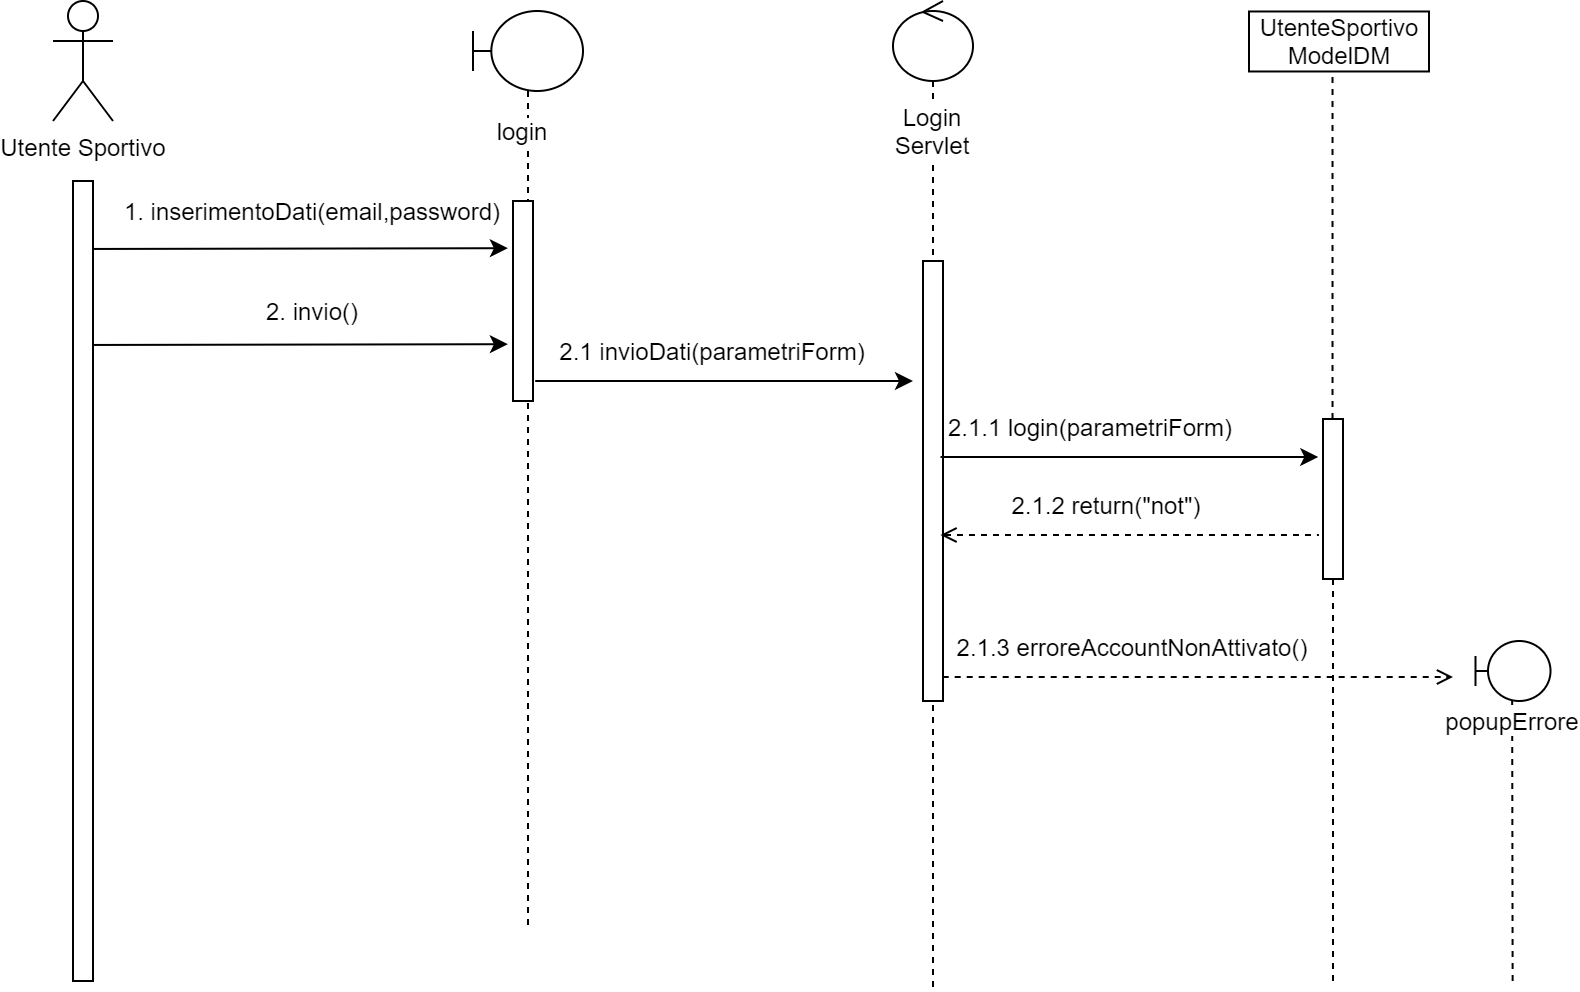 Utente Sportivo
login
Login
Servlet
UtenteSportivo
ModelDM
1. inserimentoDati(email,password)
2. invio()
2.1 invioDati(parametriForm)
2.1.1 login(parametriForm)
2.1.2 return("not")
2.1.3 erroreAccountNonAttivato()
popupErrore